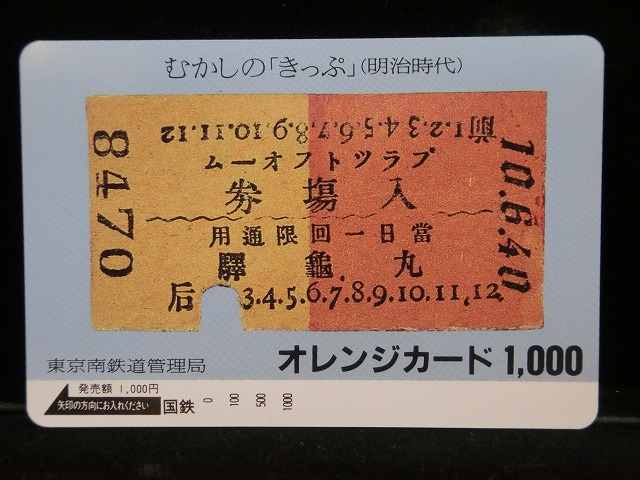 むかしの「きっぷ」(明治時代)
8470
前1.2.3.4.5.6.7.8.9.10.11.12
ムーオフトツラプ
券塲入
用通限回一日當
驛龜丸
后 3.4.5.6.7.8.9.10.11.12
10.6.40
東京南鉄道管理局
オレンジカード 1,000
発売額 1,000円
矢印の方向にお入れください
国鉄
0 100 500 1000